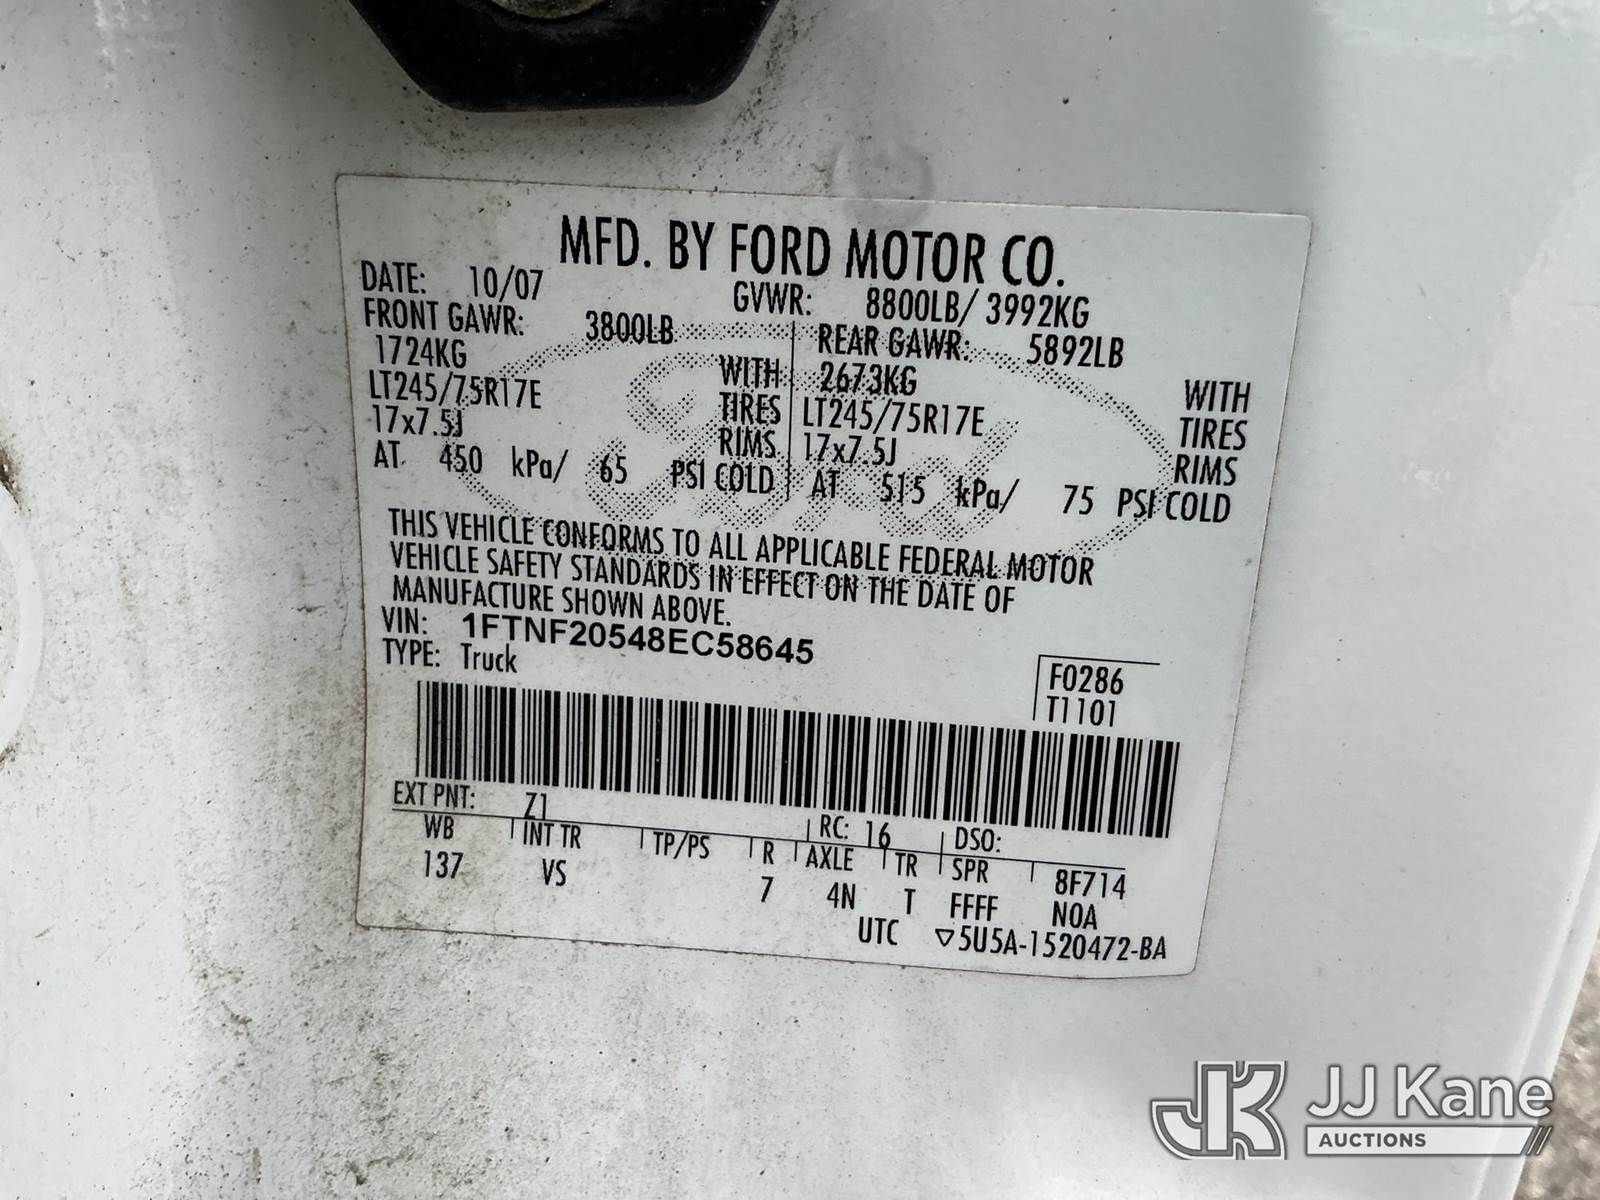 MFD. BY FORD MOTOR CO.
DATE: 10/07 GVWR: 8800LB/ 3992KG
FRONT GAWR: 3800LB REAR GAWR: 5892LB
1724KG WITH 2673KG WITH
LT245/75R17E TIRES LT245/75R17E TIRES
17x7.5J RIMS 17x7.5J RIMS
AT 450 kPa/ 65 PSI COLD AT 515 kPa/ 75 PSI COLD
THIS VEHICLE CONFORMS TO ALL APPLICABLE FEDERAL MOTOR
VEHICLE SAFETY STANDARDS IN EFFECT ON THE DATE OF
MANUFACTURE SHOWN ABOVE.
VIN: 1FTNF20548EC58645
TYPE: Truck
F0286
T1101
EXT PNT: Z1 RC: 16 DSO:
WB INT TR TP/PS R AXLE TR SPR 8F714
137 VS 7 4N T FFFF NOA
UTC ▽5U5A-1520472-BA
Ford
JK JJ Kane
AUCTIONS